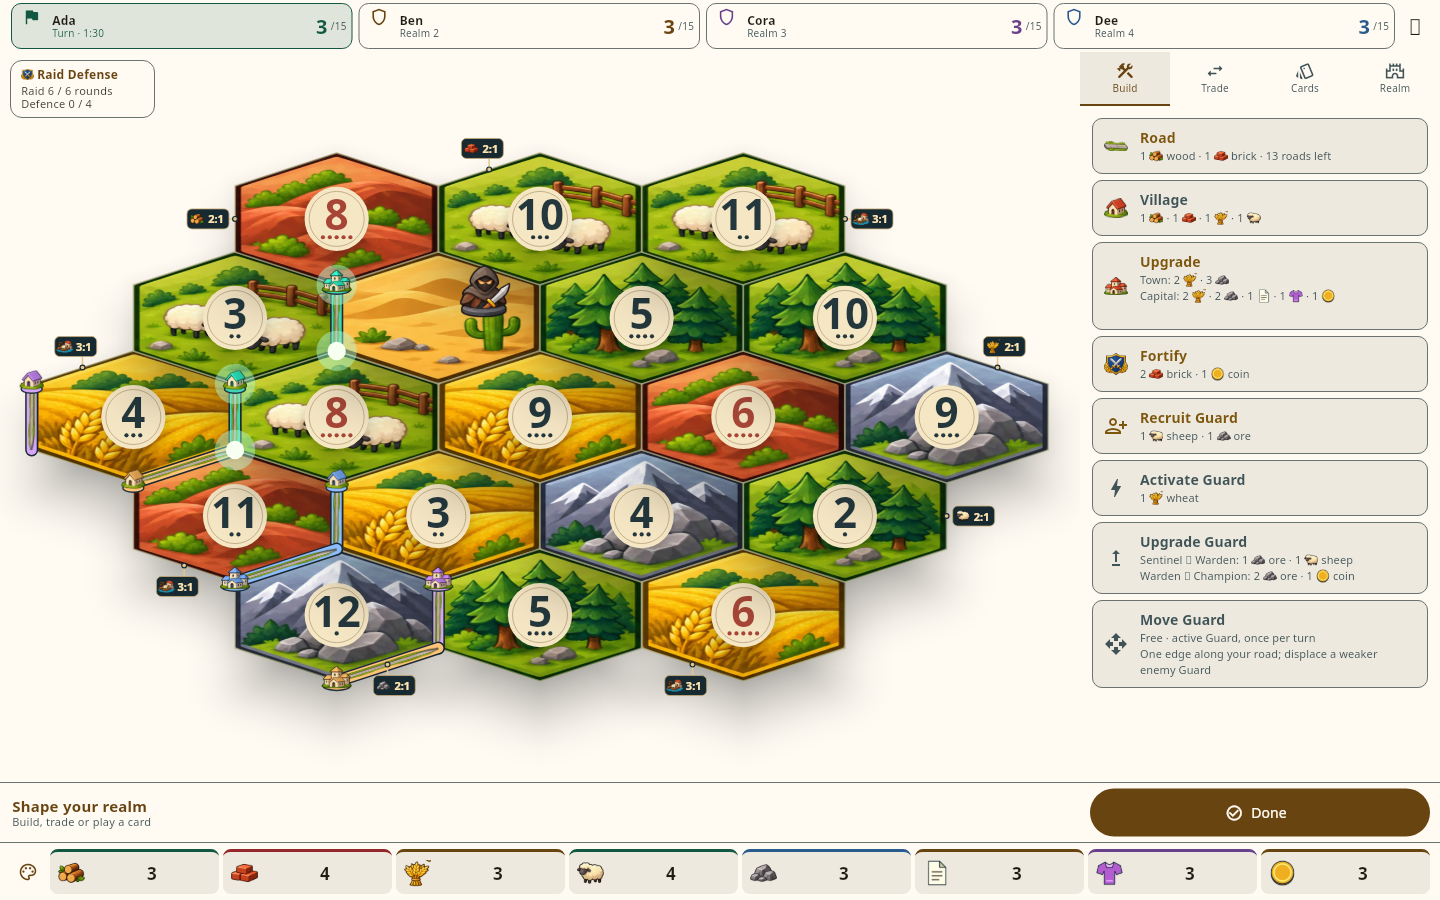 Ada
Turn · 1:30
3 /15
Ben
Realm 2
3 /15
Cora
Realm 3
3 /15
Dee
Realm 4
3 /15
Raid Defense
Raid 6 / 6 rounds
Defence 0 / 4
Build
Trade
Cards
Realm
2:1
2:1
3:1
8
10
11
3
5
10
3:1
2:1
4
8
9
6
9
11
3
4
2
2:1
3:1
12
5
6
2:1
3:1
Road
1 wood · 1 brick · 13 roads left
Village
1 · 1 · 1 · 1
Upgrade
Town: 2 · 3
Capital: 2 · 2 · 1 · 1 · 1
Fortify
2 brick · 1 coin
Recruit Guard
1 sheep · 1 ore
Activate Guard
1 wheat
Upgrade Guard
Sentinel Warden: 1 ore · 1 sheep
Warden Champion: 2 ore · 1 coin
Move Guard
Free · active Guard, once per turn
One edge along your road; displace a weaker
enemy Guard
Shape your realm
Build, trade or play a card
Done
3
4
3
4
3
3
3
3